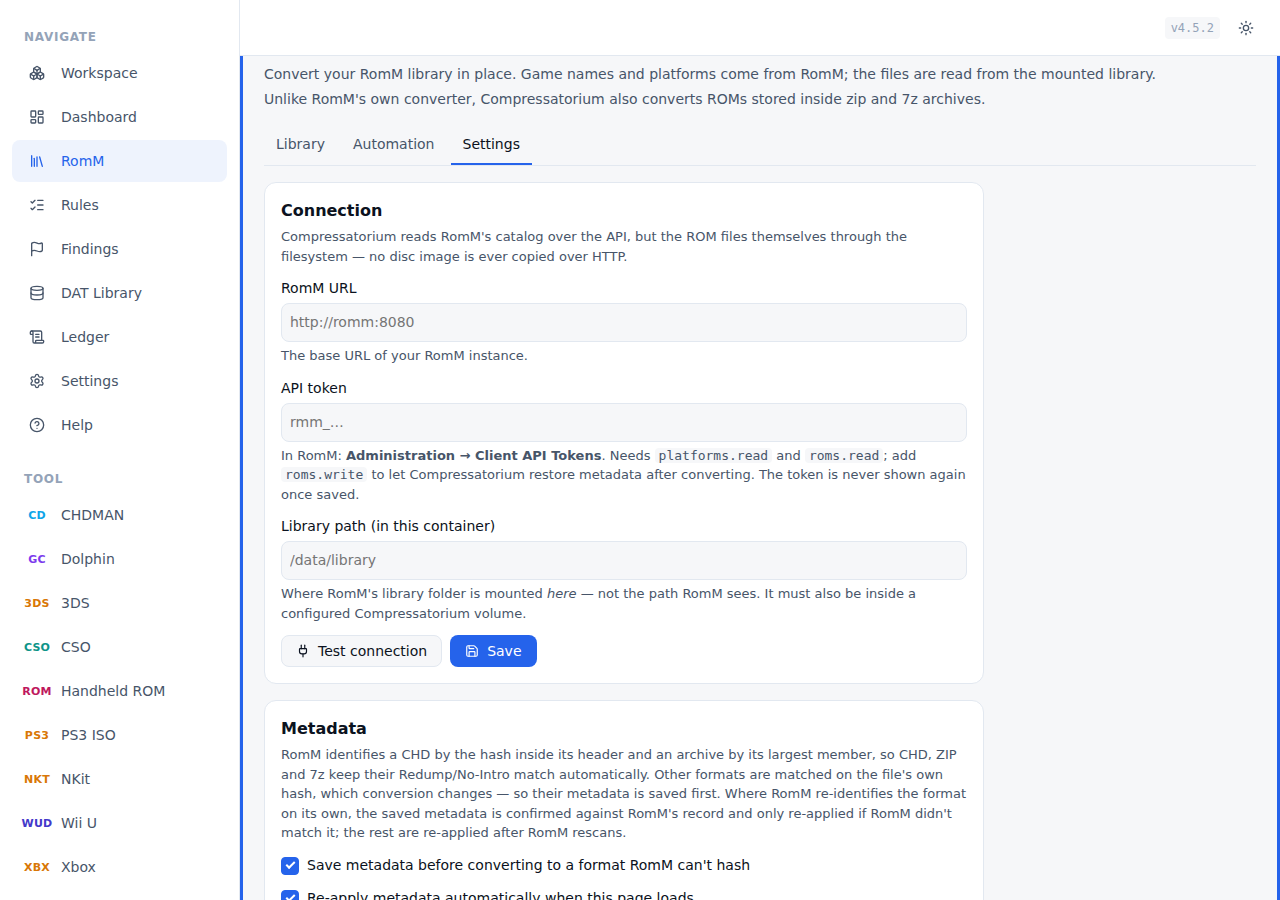 NAVIGATE
Workspace
Dashboard
RomM
Rules
Findings
DAT Library
Ledger
Settings
Help
TOOL
CD CHDMAN
GC Dolphin
3DS 3DS
CSO CSO
ROM Handheld ROM
PS3 PS3 ISO
NKT NKit
WUD Wii U
XBX Xbox
v4.5.2
Convert your RomM library in place. Game names and platforms come from RomM; the files are read from the mounted library.
Unlike RomM's own converter, Compressatorium also converts ROMs stored inside zip and 7z archives.
Library Automation Settings
Connection
Compressatorium reads RomM's catalog over the API, but the ROM files themselves through the
filesystem — no disc image is ever copied over HTTP.
RomM URL
http://romm:8080
The base URL of your RomM instance.
API token
rmm_...
In RomM: Administration → Client API Tokens. Needs platforms.read and roms.read ; add
roms.write to let Compressatorium restore metadata after converting. The token is never shown again
once saved.
Library path (in this container)
/data/library
Where RomM's library folder is mounted here — not the path RomM sees. It must also be inside a
configured Compressatorium volume.
Test connection Save
Metadata
RomM identifies a CHD by the hash inside its header and an archive by its largest member, so CHD, ZIP
and 7z keep their Redump/No-Intro match automatically. Other formats are matched on the file's own
hash, which conversion changes — so their metadata is saved first. Where RomM re-identifies the format
on its own, the saved metadata is confirmed against RomM's record and only re-applied if RomM didn't
match it; the rest are re-applied after RomM rescans.
Save metadata before converting to a format RomM can't hash
Re-apply metadata automatically when this page loads